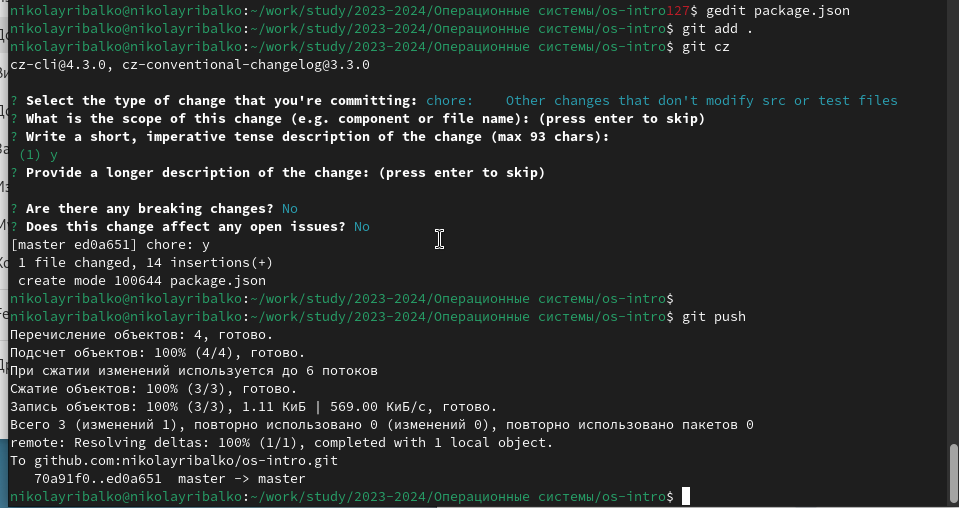 nikolayribalko@nikolayribalko:~/work/study/2023-2024/Операционные системы/os-intro127$ gedit package.json
nikolayribalko@nikolayribalko:~/work/study/2023-2024/Операционные системы/os-intro$ git add .
nikolayribalko@nikolayribalko:~/work/study/2023-2024/Операционные системы/os-intro$ git cz
cz-cli@4.3.0, cz-conventional-changelog@3.3.0
? Select the type of change that you're committing: chore:    Other changes that don't modify src or test files
? What is the scope of this change (e.g. component or file name): (press enter to skip)
? Write a short, imperative tense description of the change (max 93 chars):
(1) y
? Provide a longer description of the change: (press enter to skip)
? Are there any breaking changes? No
? Does this change affect any open issues? No
[master ed0a651] chore: y
1 file changed, 14 insertions(+)
create mode 100644 package.json
nikolayribalko@nikolayribalko:~/work/study/2023-2024/Операционные системы/os-intro$
nikolayribalko@nikolayribalko:~/work/study/2023-2024/Операционные системы/os-intro$ git push
Перечисление объектов: 4, готово.
Подсчет объектов: 100% (4/4), готово.
При сжатии изменений используется до 6 потоков
Сжатие объектов: 100% (3/3), готово.
Запись объектов: 100% (3/3), 1.11 КиБ | 569.00 КиБ/с, готово.
Всего 3 (изменений 1), повторно использовано 0 (изменений 0), повторно использовано пакетов 0
remote: Resolving deltas: 100% (1/1), completed with 1 local object.
To github.com:nikolayribalko/os-intro.git
70a91f0..ed0a651  master -> master
nikolayribalko@nikolayribalko:~/work/study/2023-2024/Операционные системы/os-intro$